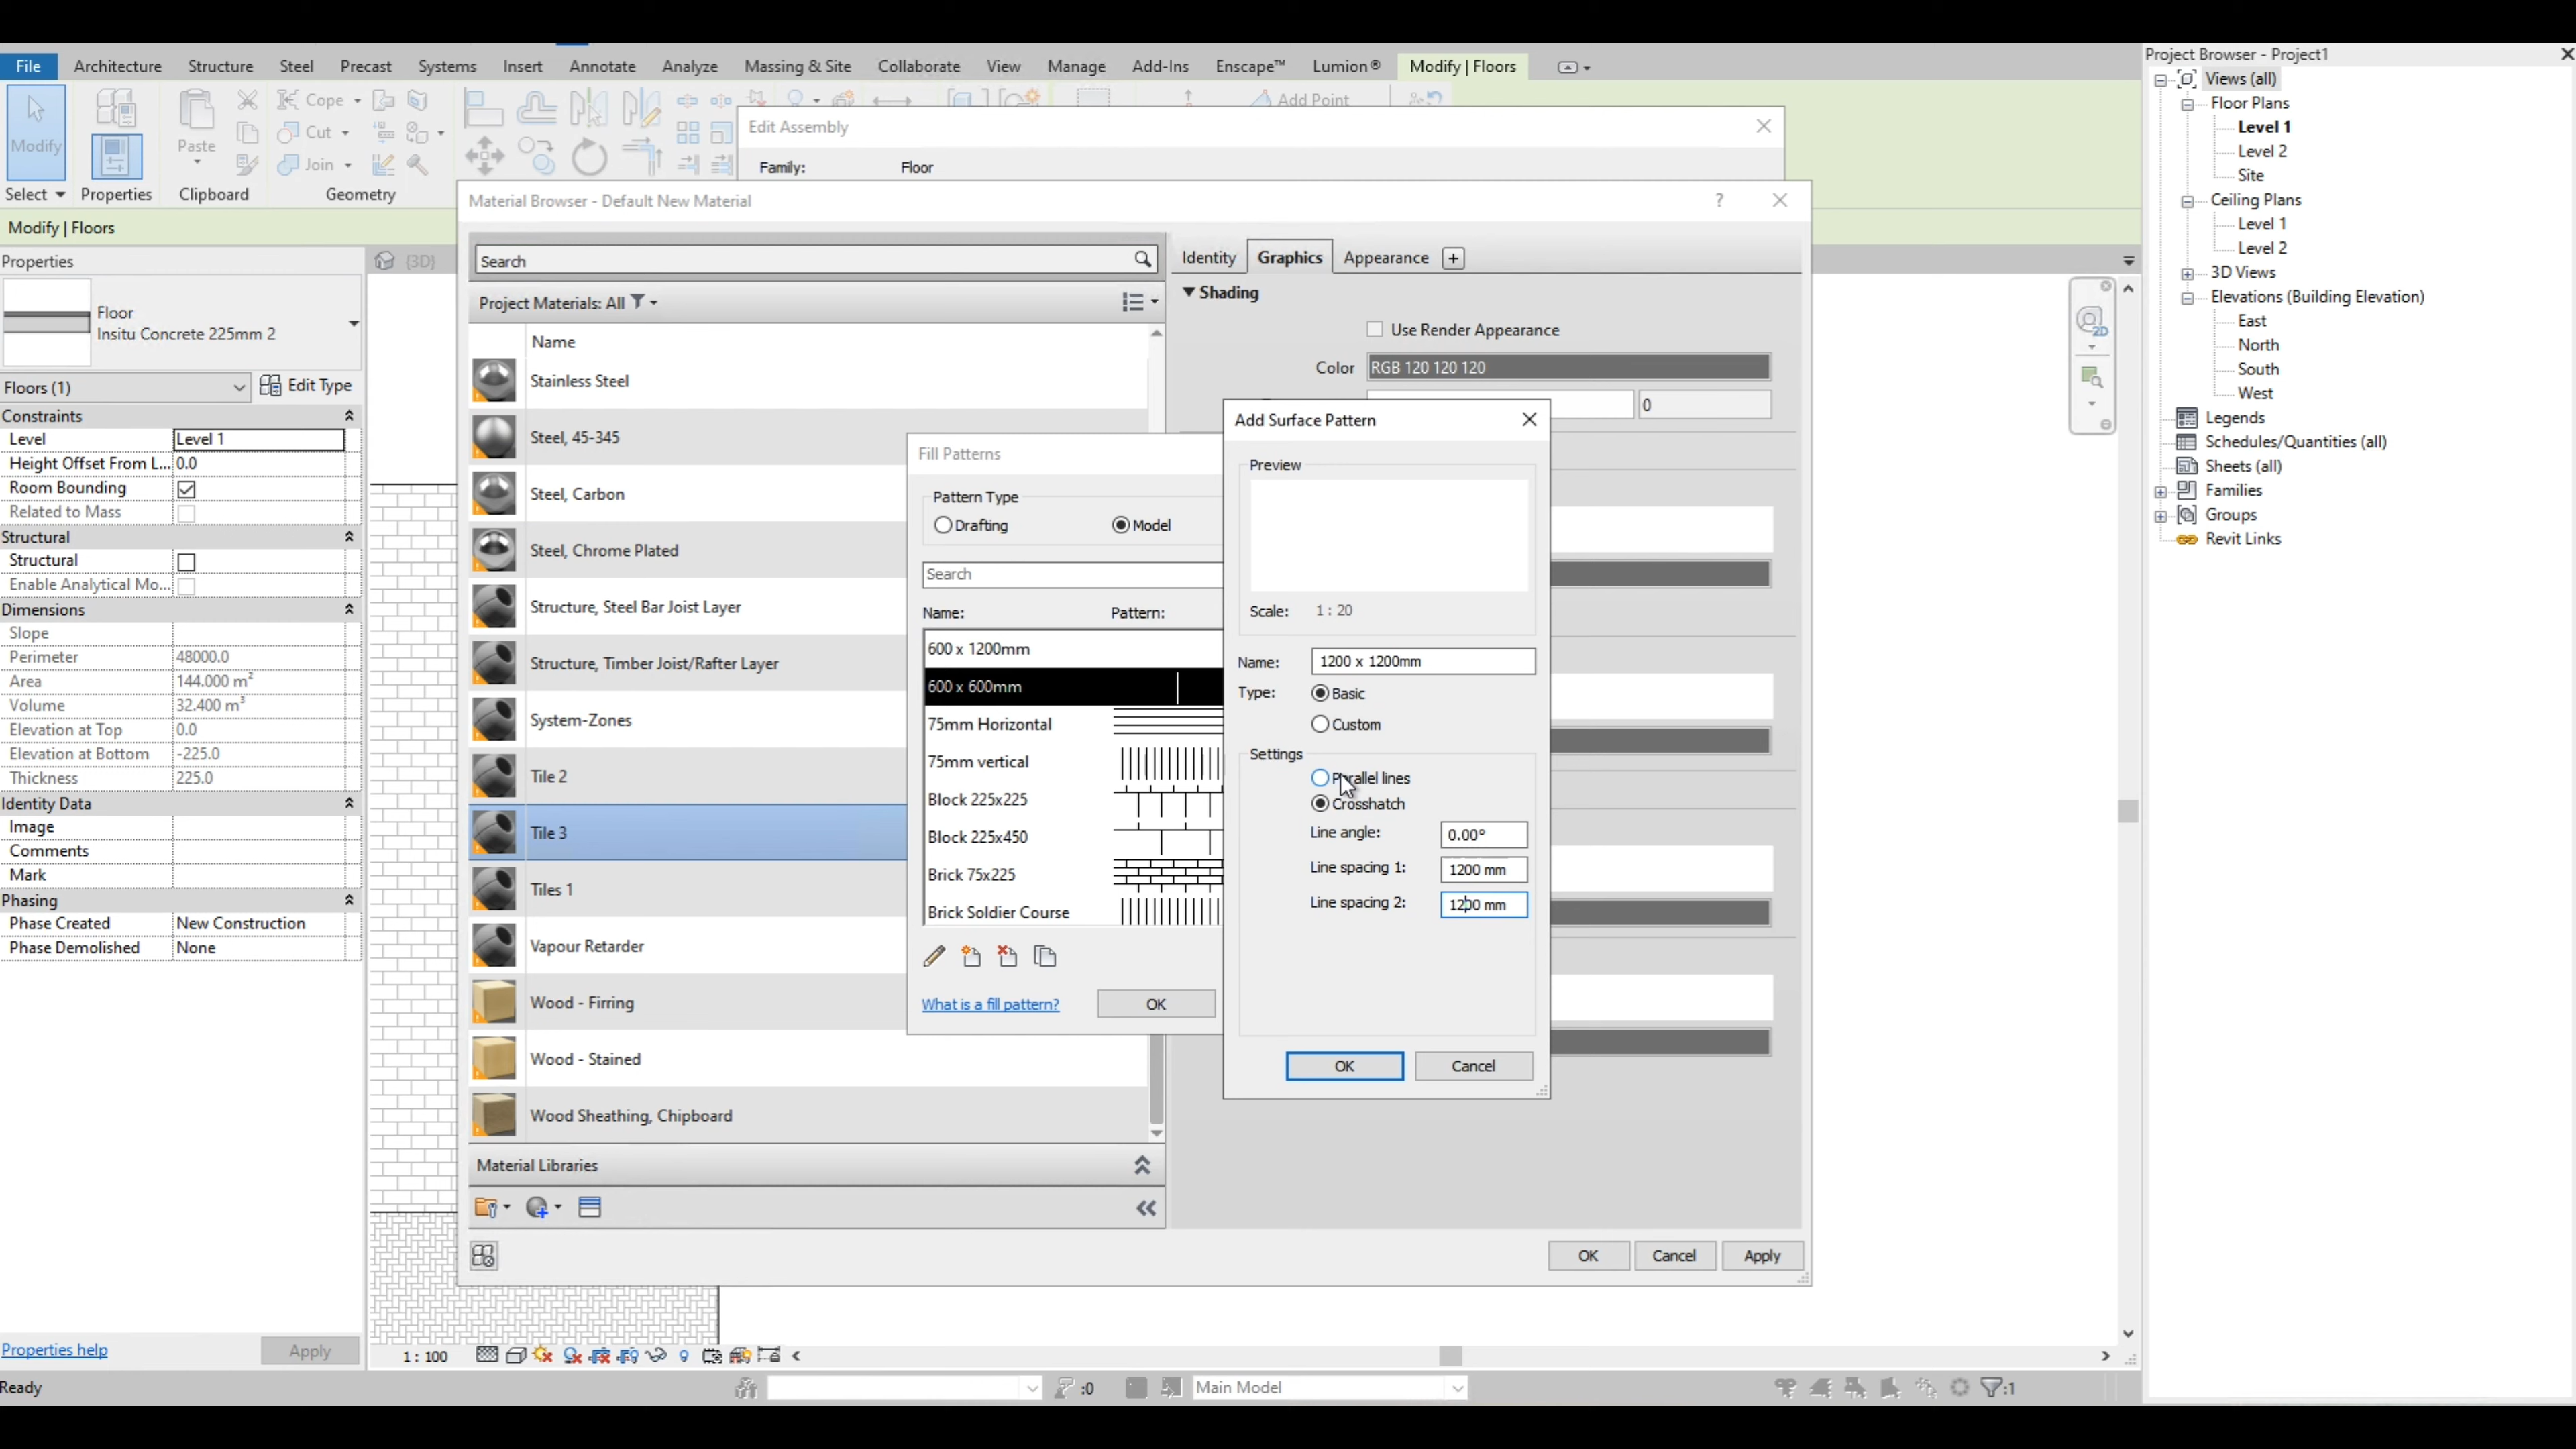 File Architecture Structure Steel Precast Systems Insert Annotate Analyze Massing & Site Collaborate View Manage Add-Ins Enscape™ Lumion® Modify | Floors
Modify
Paste
Cope
Cut
Join
Add Point
Select Properties Clipboard Geometry
Modify | Floors
Properties
Floor
Insitu Concrete 225mm 2
Floors (1) Edit Type
Constraints
Level Level 1
Height Offset From L... 0.0
Room Bounding
Related to Mass
Structural
Structural
Enable Analytical Mo...
Dimensions
Slope
Perimeter 48000.0
Area 144.000 m²
Volume 32.400 m³
Elevation at Top 0.0
Elevation at Bottom -225.0
Thickness 225.0
Identity Data
Image
Comments
Mark
Phasing
Phase Created New Construction
Phase Demolished None
Properties help Apply
{3D}
Edit Assembly
Family: Floor
Material Browser - Default New Material ?
Search
Project Materials: All
Name
Stainless Steel
Steel, 45-345
Steel, Carbon
Steel, Chrome Plated
Structure, Steel Bar Joist Layer
Structure, Timber Joist/Rafter Layer
System-Zones
Tile 2
Tile 3
Tiles 1
Vapour Retarder
Wood - Firring
Wood - Stained
Wood Sheathing, Chipboard
Material Libraries
Identity Graphics Appearance
Shading
Use Render Appearance
Color RGB 120 120 120
0
OK Cancel Apply
Fill Patterns
Pattern Type
Drafting Model
Search
Name: Pattern:
600 x 1200mm
600 x 600mm
75mm Horizontal
75mm vertical
Block 225x225
Block 225x450
Brick 75x225
Brick Soldier Course
What is a fill pattern? OK
Add Surface Pattern
Preview
Scale: 1 : 20
Name: 1200 x 1200mm
Type: Basic
Custom
Settings
Parallel lines
Crosshatch
Line angle: 0.00°
Line spacing 1: 1200 mm
Line spacing 2: 1200 mm
OK Cancel
2D
Project Browser - Project1
Views (all)
Floor Plans
Level 1
Level 2
Site
Ceiling Plans
Level 1
Level 2
3D Views
Elevations (Building Elevation)
East
North
South
West
Legends
Schedules/Quantities (all)
Sheets (all)
Families
Groups
Revit Links
1 : 100
Ready :0 Main Model :1